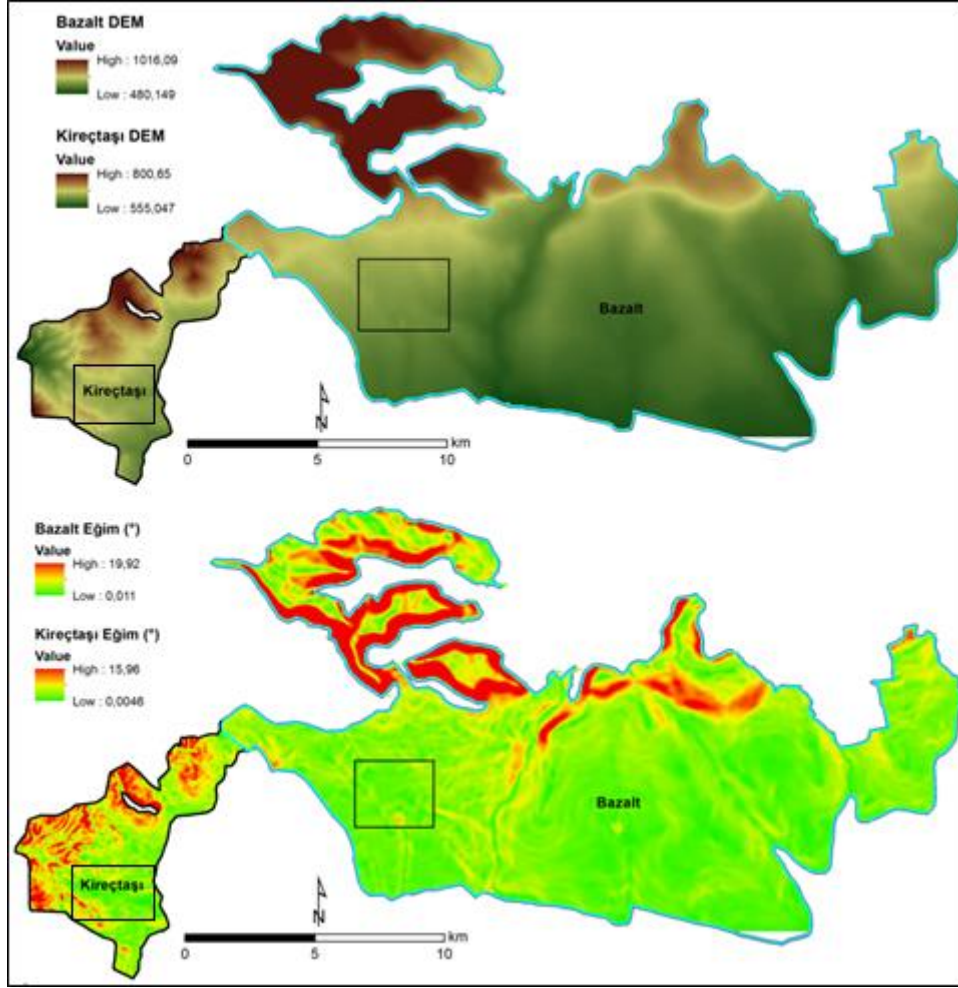 Bazalt DEM
Value
High : 1016,09
Low : 480,149
Kireçtaşı DEM
Value
High : 800,65
Low : 555,047
Bazalt
Kireçtaşı
N
km
0 5 10
Bazalt Eğim (°)
Value
High : 19,92
Low : 0,011
Kireçtaşı Eğim (°)
Value
High : 15,96
Low : 0,0046
Bazalt
Kireçtaşı
N
km
0 5 10